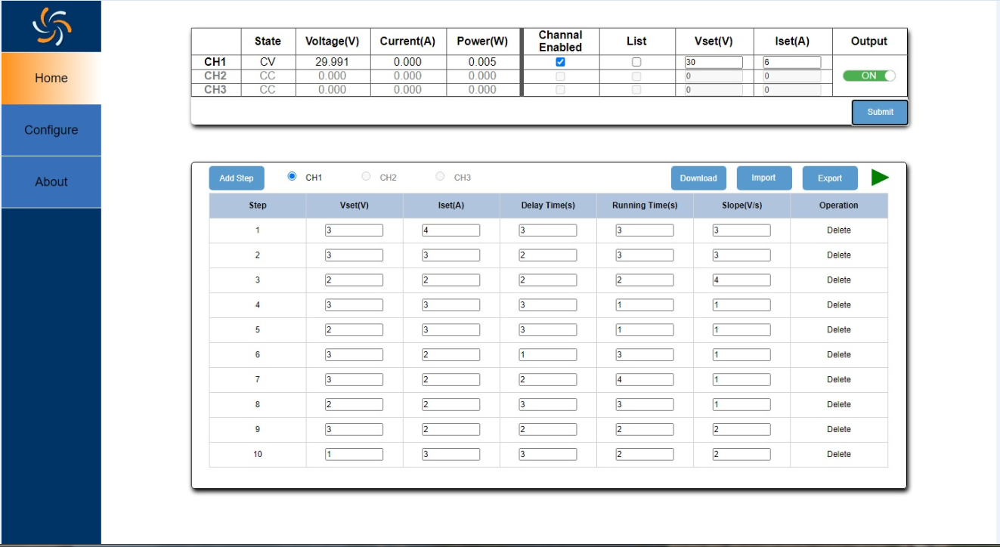 State Voltage(V) Current(A) Power(W) Channal Enabled List Vset(V) Iset(A) Output
CH1 CV 29.991 0.000 0.005 30 6
CH2 CC 0.000 0.000 0.000 0 0 ON
CH3 CC 0.000 0.000 0.000 0 0
Submit
Home
Configure
About
Add Step CH1 CH2 CH3 Download Import Export
Step Vset(V) Iset(A) Delay Time(s) Running Time(s) Slope(V/s) Operation
1 3 4 3 3 3 Delete
2 3 3 2 3 3 Delete
3 2 2 2 2 4 Delete
4 3 3 3 1 1 Delete
5 2 3 3 1 1 Delete
6 3 2 1 3 1 Delete
7 3 2 2 4 1 Delete
8 2 2 3 3 1 Delete
9 3 2 2 2 2 Delete
10 1 3 3 2 2 Delete